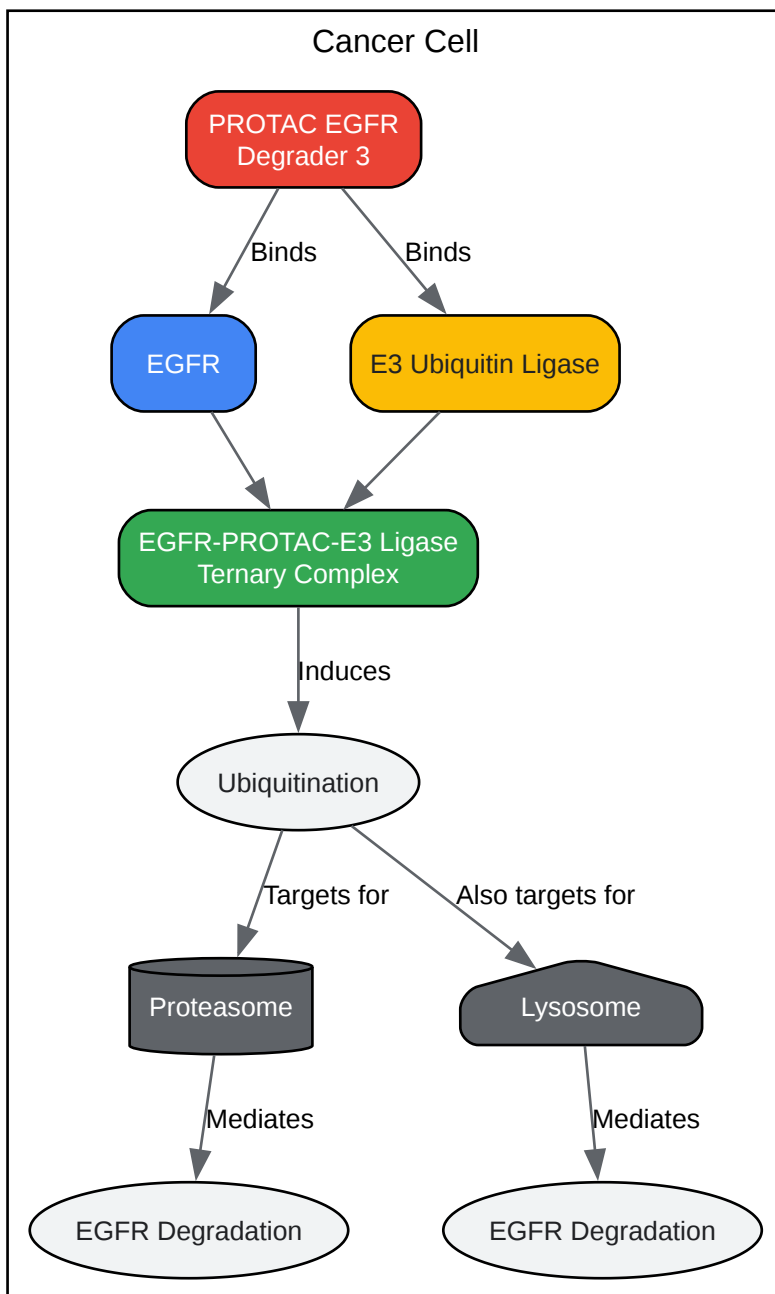 Cancer Cell
PROTAC EGFR
Degrader 3
Binds
Binds
EGFR
E3 Ubiquitin Ligase
EGFR-PROTAC-E3 Ligase
Ternary Complex
Induces
Ubiquitination
Targets for
Also targets for
Proteasome
Lysosome
Mediates
Mediates
EGFR Degradation
EGFR Degradation